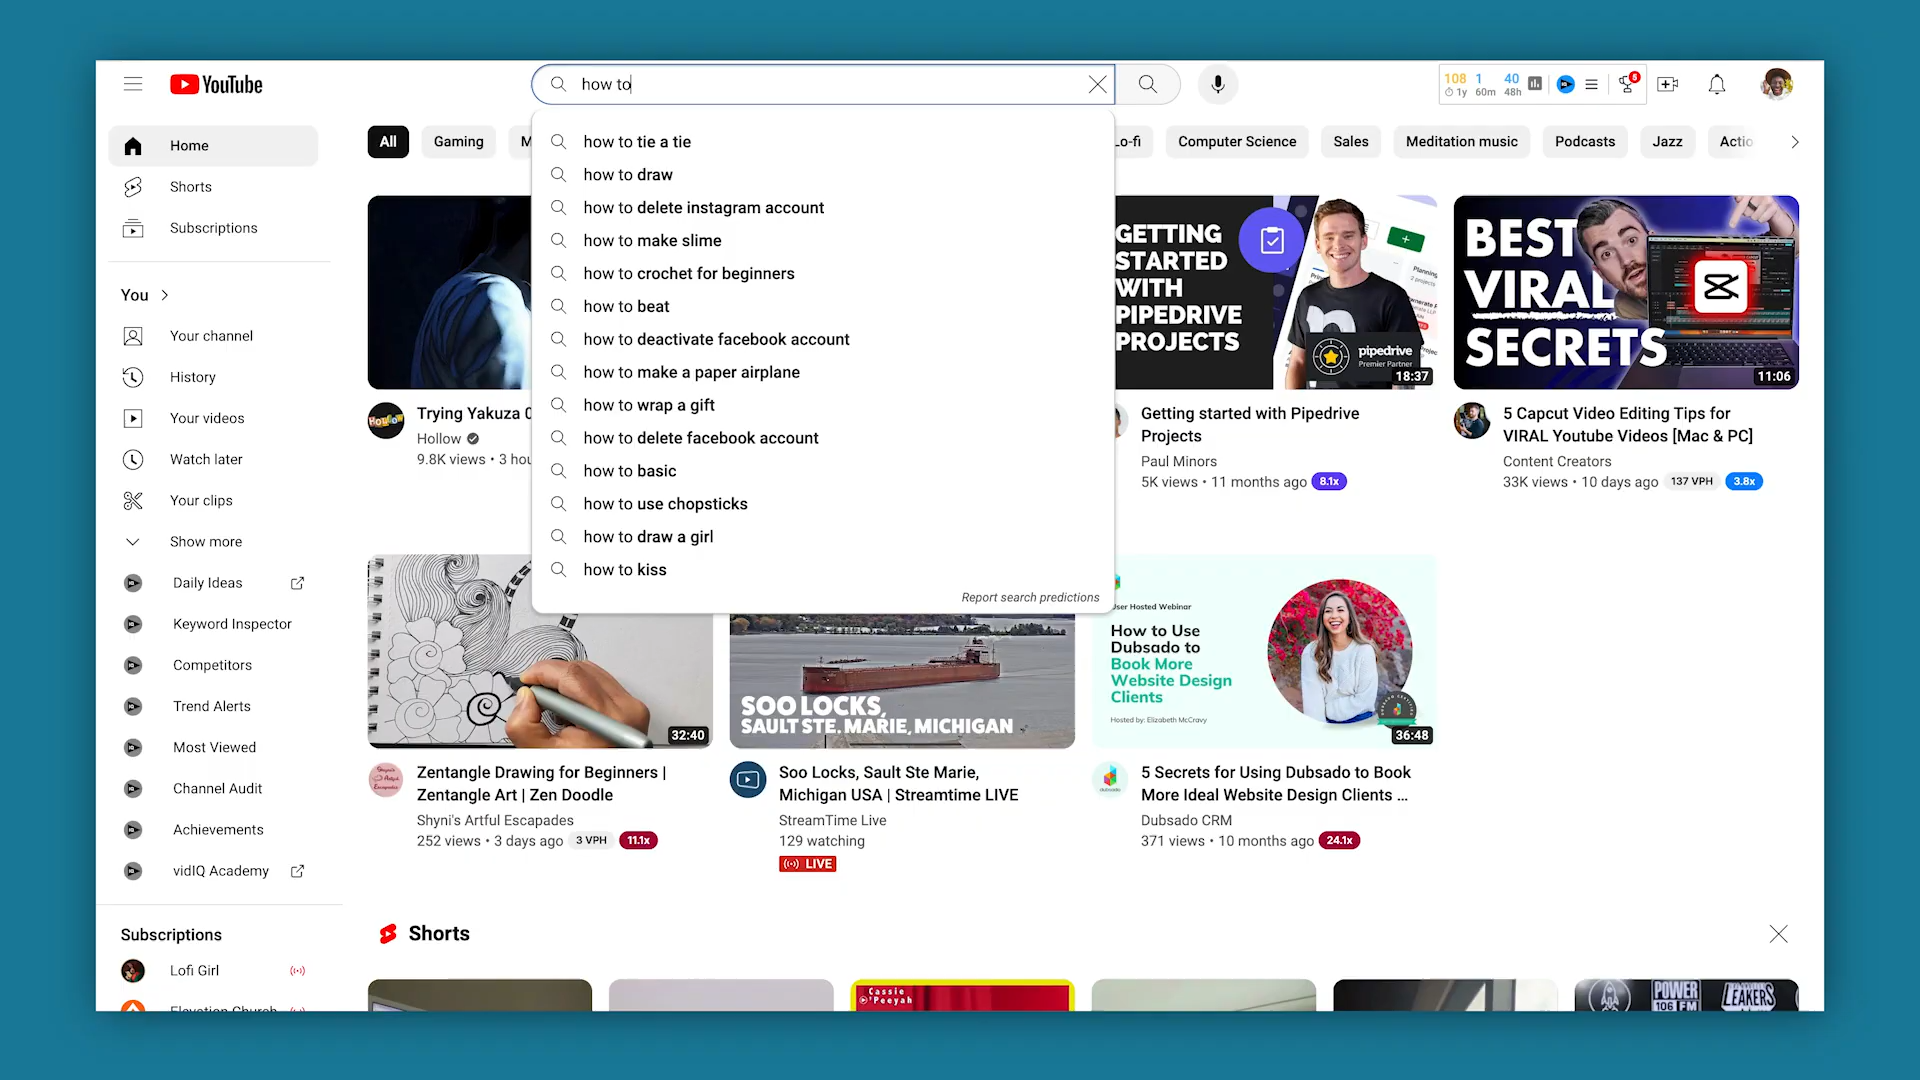 YouTube
how to
108 1 40
1y 60m 48h
6
Home
Shorts
Subscriptions
You
Your channel
History
Your videos
Watch later
Your clips
Show more
Daily Ideas
Keyword Inspector
Competitors
Trend Alerts
Most Viewed
Channel Audit
Achievements
vidIQ Academy
Subscriptions
Lofi Girl
Elevation Church
All
Gaming
M
Lo-fi
Computer Science
Sales
Meditation music
Podcasts
Jazz
Actio
how to tie a tie
how to draw
how to delete instagram account
how to make slime
how to crochet for beginners
how to beat
how to deactivate facebook account
how to make a paper airplane
how to wrap a gift
how to delete facebook account
how to basic
how to use chopsticks
how to draw a girl
how to kiss
Report search predictions
Trying Yakuza 0
Hollow
9.8K views • 3 hou
GETTING
STARTED
WITH
PIPEDRIVE
PROJECTS
pipedrive
Premier Partner
18:37
Getting started with Pipedrive
Projects
Paul Minors
5K views • 11 months ago 8.1x
BEST
VIRAL
SECRETS
11:06
5 Capcut Video Editing Tips for
VIRAL Youtube Videos [Mac & PC]
Content Creators
33K views • 10 days ago 137 VPH 3.8x
32:40
Zentangle Drawing for Beginners |
Zentangle Art | Zen Doodle
Shyni's Artful Escapades
252 views • 3 days ago 3 VPH 11.1x
SOO LOCKS,
SAULT STE, MARIE, MICHIGAN
Soo Locks, Sault Ste Marie,
Michigan USA | Streamtime LIVE
StreamTime Live
129 watching
LIVE
User Hosted Webinar
How to Use
Dubsado to
Book More
Website Design
Clients
Hosted by: Elizabeth McCravy
36:48
5 Secrets for Using Dubsado to Book
More Ideal Website Design Clients ...
Dubsado CRM
371 views • 10 months ago 24.1x
Shorts
Cassie
'Peeyah
POWER
106 FM
LEAKERS